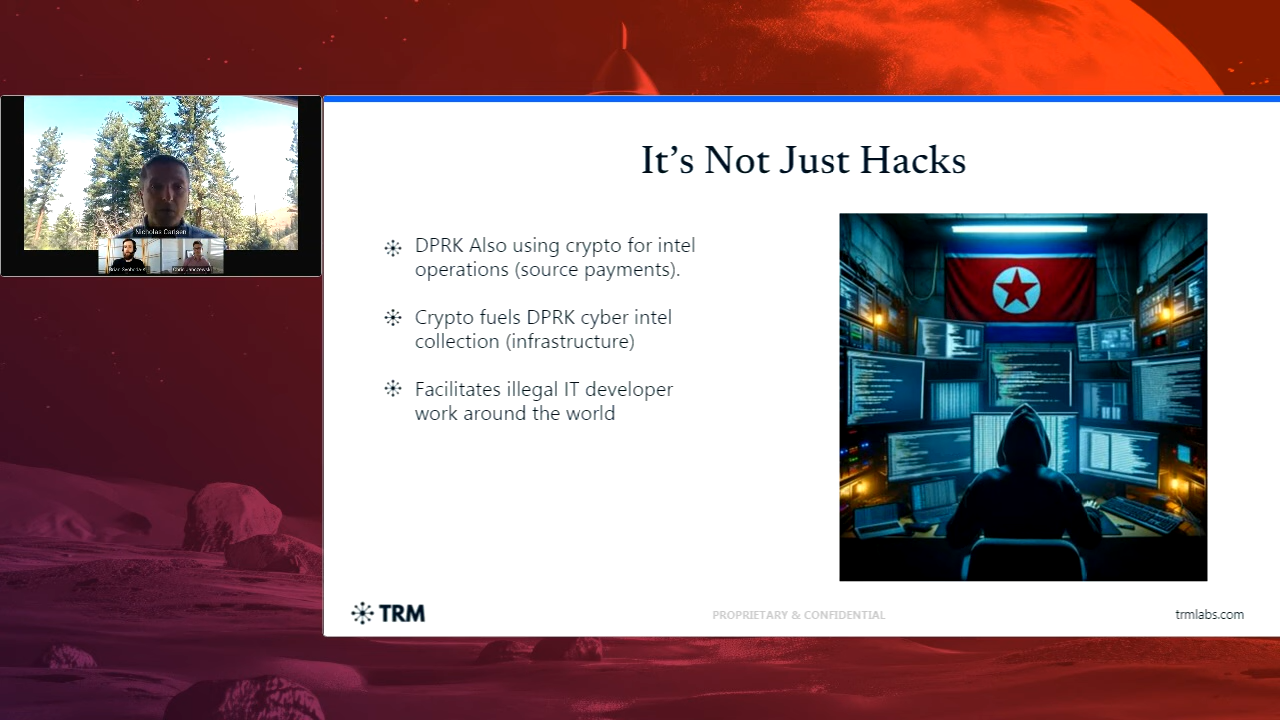 Nicholas Carlsen
It's Not Just Hacks
DPRK Also using crypto for intel
operations (source payments).
Crypto fuels DPRK cyber intel
collection (infrastructure)
Facilitates illegal IT developer
work around the world
TRM
PROPRIETARY & CONFIDENTIAL
trmlabs.com